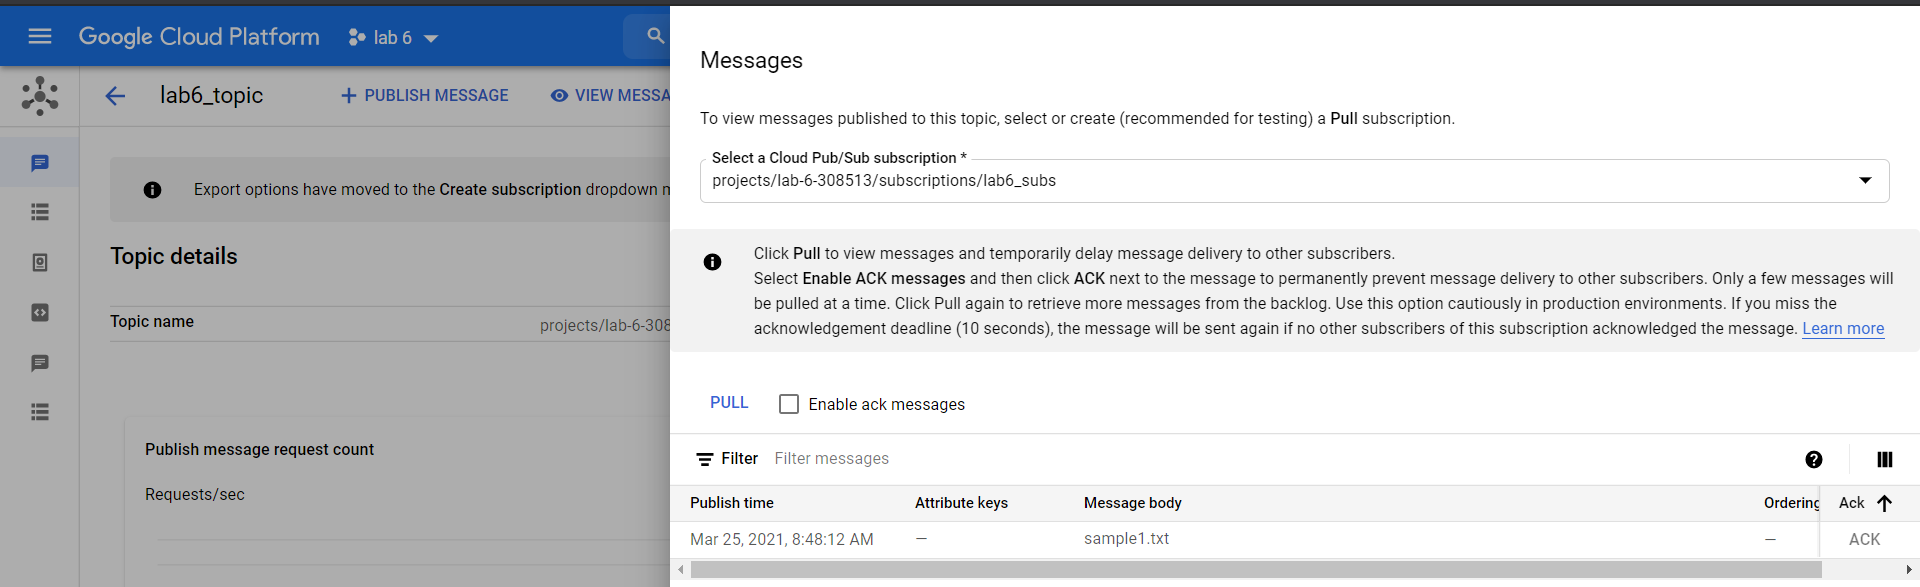 Google Cloud Platform
lab 6
lab6_topic
PUBLISH MESSAGE
VIEW MESSA
Export options have moved to the Create subscription dropdown m
Topic details
Topic name
projects/lab-6-308
Publish message request count
Requests/sec
Messages
To view messages published to this topic, select or create (recommended for testing) a Pull subscription.
Select a Cloud Pub/Sub subscription *
projects/lab-6-308513/subscriptions/lab6_subs
Click Pull to view messages and temporarily delay message delivery to other subscribers.
Select Enable ACK messages and then click ACK next to the message to permanently prevent message delivery to other subscribers. Only a few messages will
be pulled at a time. Click Pull again to retrieve more messages from the backlog. Use this option cautiously in production environments. If you miss the
acknowledgement deadline (10 seconds), the message will be sent again if no other subscribers of this subscription acknowledged the message. Learn more
PULL
Enable ack messages
Filter Filter messages
Publish time Attribute keys Message body Ordering Ack
Mar 25, 2021, 8:48:12 AM — sample1.txt — ACK